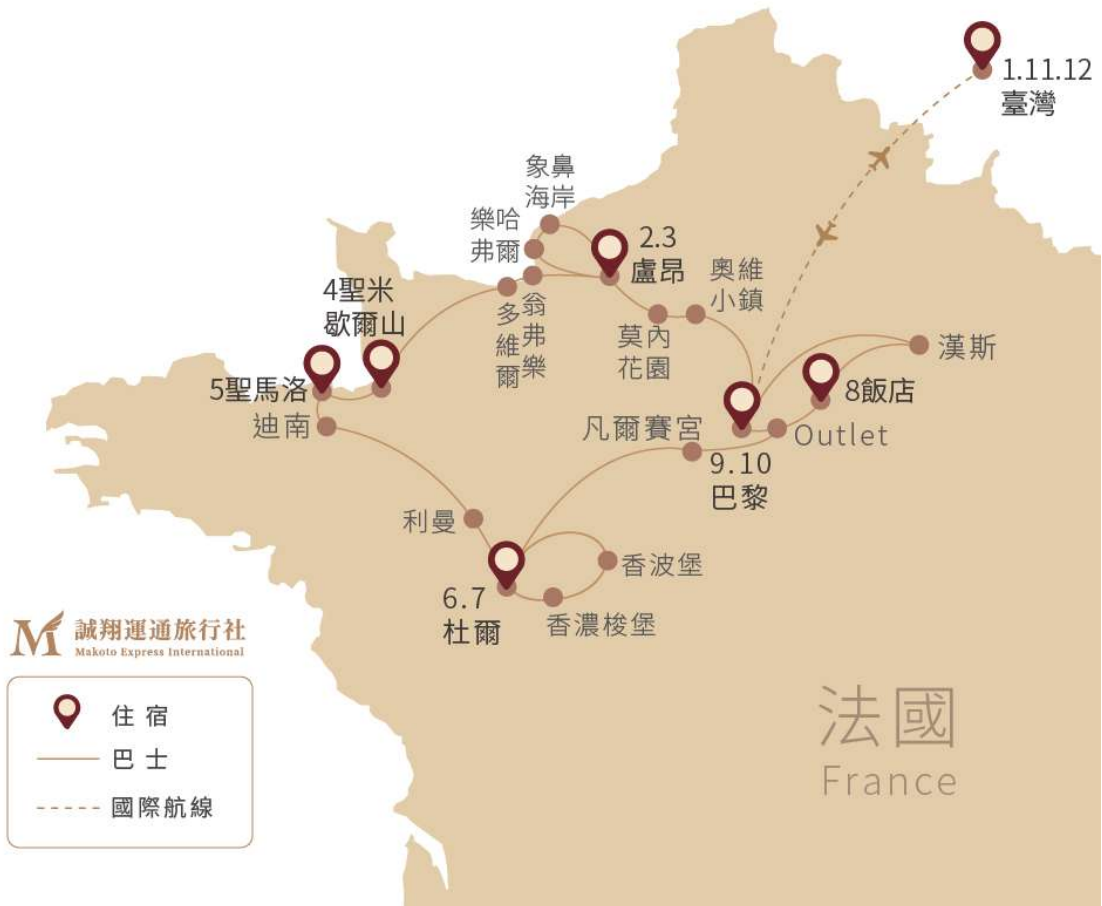 1.11.12
臺灣
象鼻
海岸
樂哈
弗爾
2.3
盧昂
奧維
小鎮
4聖米
歇爾山
多維爾
翁弗樂
莫內
花園
漢斯
5聖馬洛
8飯店
迪南
凡爾賽宮
Outlet
9.10
巴黎
利曼
香波堡
6.7
杜爾
香濃梭堡
M 誠翔運通旅行社
Makoto Express International
住宿
巴士
國際航線
法國
France